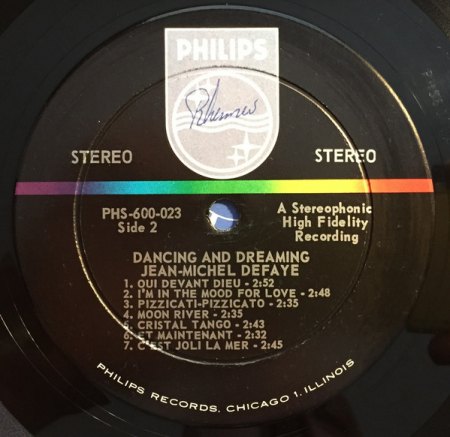 PHILIPS
STEREO STEREO
PHS-600-023
Side 2
A Stereophonic
High Fidelity
Recording
DANCING AND DREAMING
JEAN-MICHEL DEFAYE
1. OUI DEVANT DIEU - 2:52
2. I'M IN THE MOOD FOR LOVE - 2:48
3. PIZZICATI-PIZZICATO - 2:35
4. MOON RIVER - 2:35
5. CRISTAL TANGO - 2:43
6. ET MAINTENANT - 2:32
7. C'EST JOLI LA MER - 2:45
PHILIPS RECORDS, CHICAGO 1, ILLINOIS